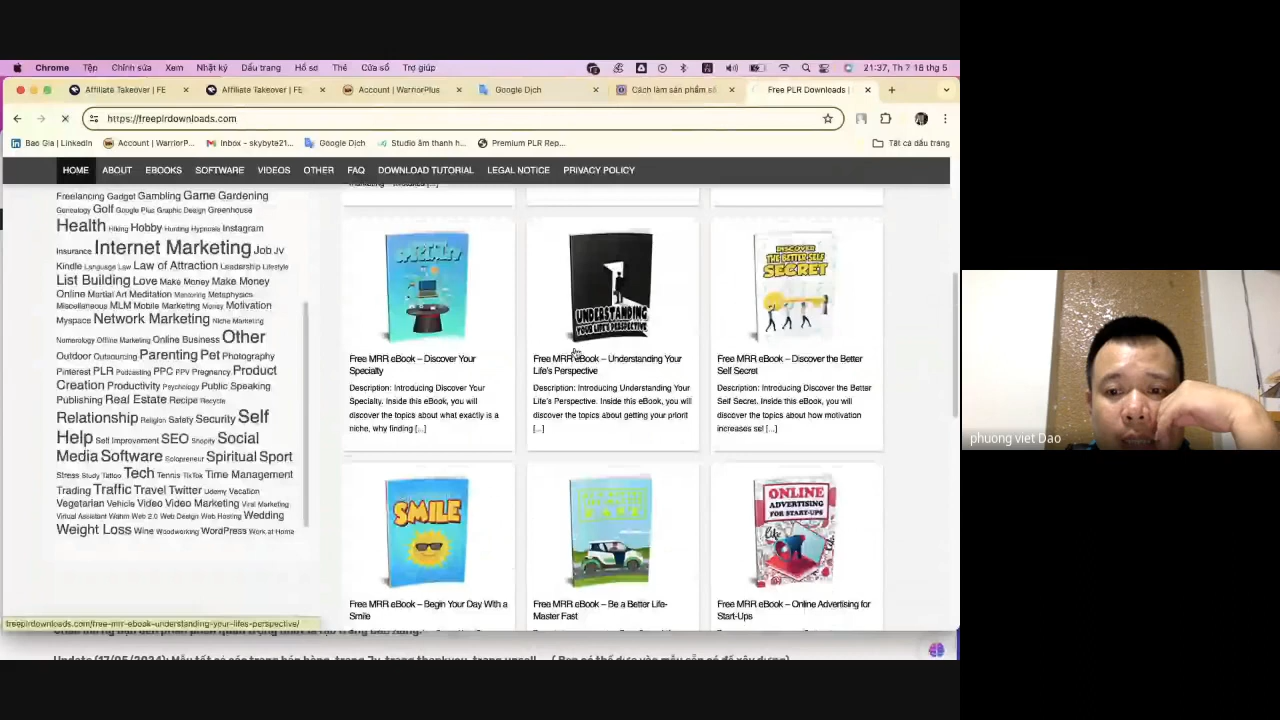 Chrome Tệp Chỉnh sửa Xem Nhật ký Dấu trang Hồ sơ Thẻ Cửa sổ Trợ giúp 21:37, Th 7 18 thg 5
Affiliate Takeover | FE Affiliate Takeover | FE Account | WarriorPlus Google Dịch Cách làm sản phẩm số Free PLR Downloads |
https://freeplrdownloads.com
Bao Gia | LinkedIn Account | WarriorP... Inbox - skybyte21... Google Dịch Studio âm thanh h... Premium PLR Rep... Tất cả dấu trang
HOME ABOUT EBOOKS SOFTWARE VIDEOS OTHER FAQ DOWNLOAD TUTORIAL LEGAL NOTICE PRIVACY POLICY
Freelancing Gadget Gambling Game Gardening
Genealogy Golf Google Plus Graphic Design Greenhouse
Health Hiking Hobby Hunting Hypnosis Instagram
Insurance Internet Marketing Job JV
Kindle Language Law Law of Attraction Leadership Lifestyle
List Building Love Make Money Make Money
Online Martial Art Meditation Mentoring Metaphysics
Miscellaneous MLM Mobile Marketing Money Motivation
Myspace Network Marketing Niche Marketing
Numerology Offline Marketing Online Business Other
Outdoor Outsourcing Parenting Pet Photography
Pinterest PLR Podcasting PPC PPV Pregnancy Product
Creation Productivity Psychology Public Speaking
Publishing Real Estate Recipe Recycle
Relationship Religion Safety Security Self
Help Self Improvement SEO Shopify Social
Media Software Solopreneur Spiritual Sport
Stress Study Tattoo Tech Tennis TikTok Time Management
Trading Traffic Travel Twitter Udemy Vacation
Vegetarian Vehicle Video Video Marketing Viral Marketing
Virtual Assistant Watsin Web 2.0 Web Design Web Hosting Wedding
Weight Loss Wine Woodworking WordPress Work at Home
SPECIALTY
UNDERSTANDING
YOUR LIFE'S PERSPECTIVE
DISCOVER
THE BETTER SELF
SECRET
Free MRR eBook – Discover Your
Specialty
Description: Introducing Discover Your
Specialty. Inside this eBook, you will
discover the topics about what exactly is a
niche, why finding [...]
Free MRR eBook – Understanding Your
Life's Perspective
Description: Introducing Understanding Your
Life's Perspective. Inside this eBook, you will
discover the topics about getting your priorit
[...]
Free MRR eBook – Discover the Better
Self Secret
Description: Introducing Discover the Better
Self Secret. Inside this eBook, you will
discover the topics about how motivation
increases sel [...]
SMILE
ONLINE
ADVERTISING
FOR START-UPS
like
Free MRR eBook – Begin Your Day With a
Smile
Free MRR eBook – Be a Better Life-
Master Fast
Free MRR eBook – Online Advertising for
Start-Ups
freeplrdownloads.com/free-mrr-ebook-understanding-your-lifes-perspective/
phuong viet Dao